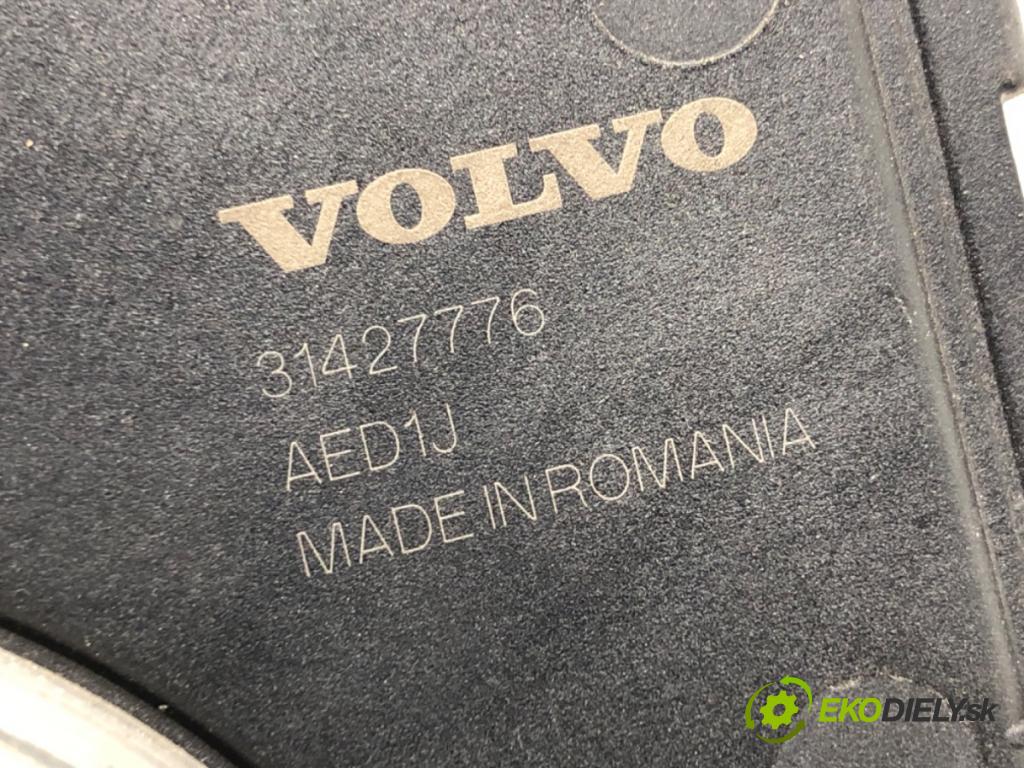 VOLVO
31427776
AED1J
MADE IN ROMANIA
EKODIELY.sk